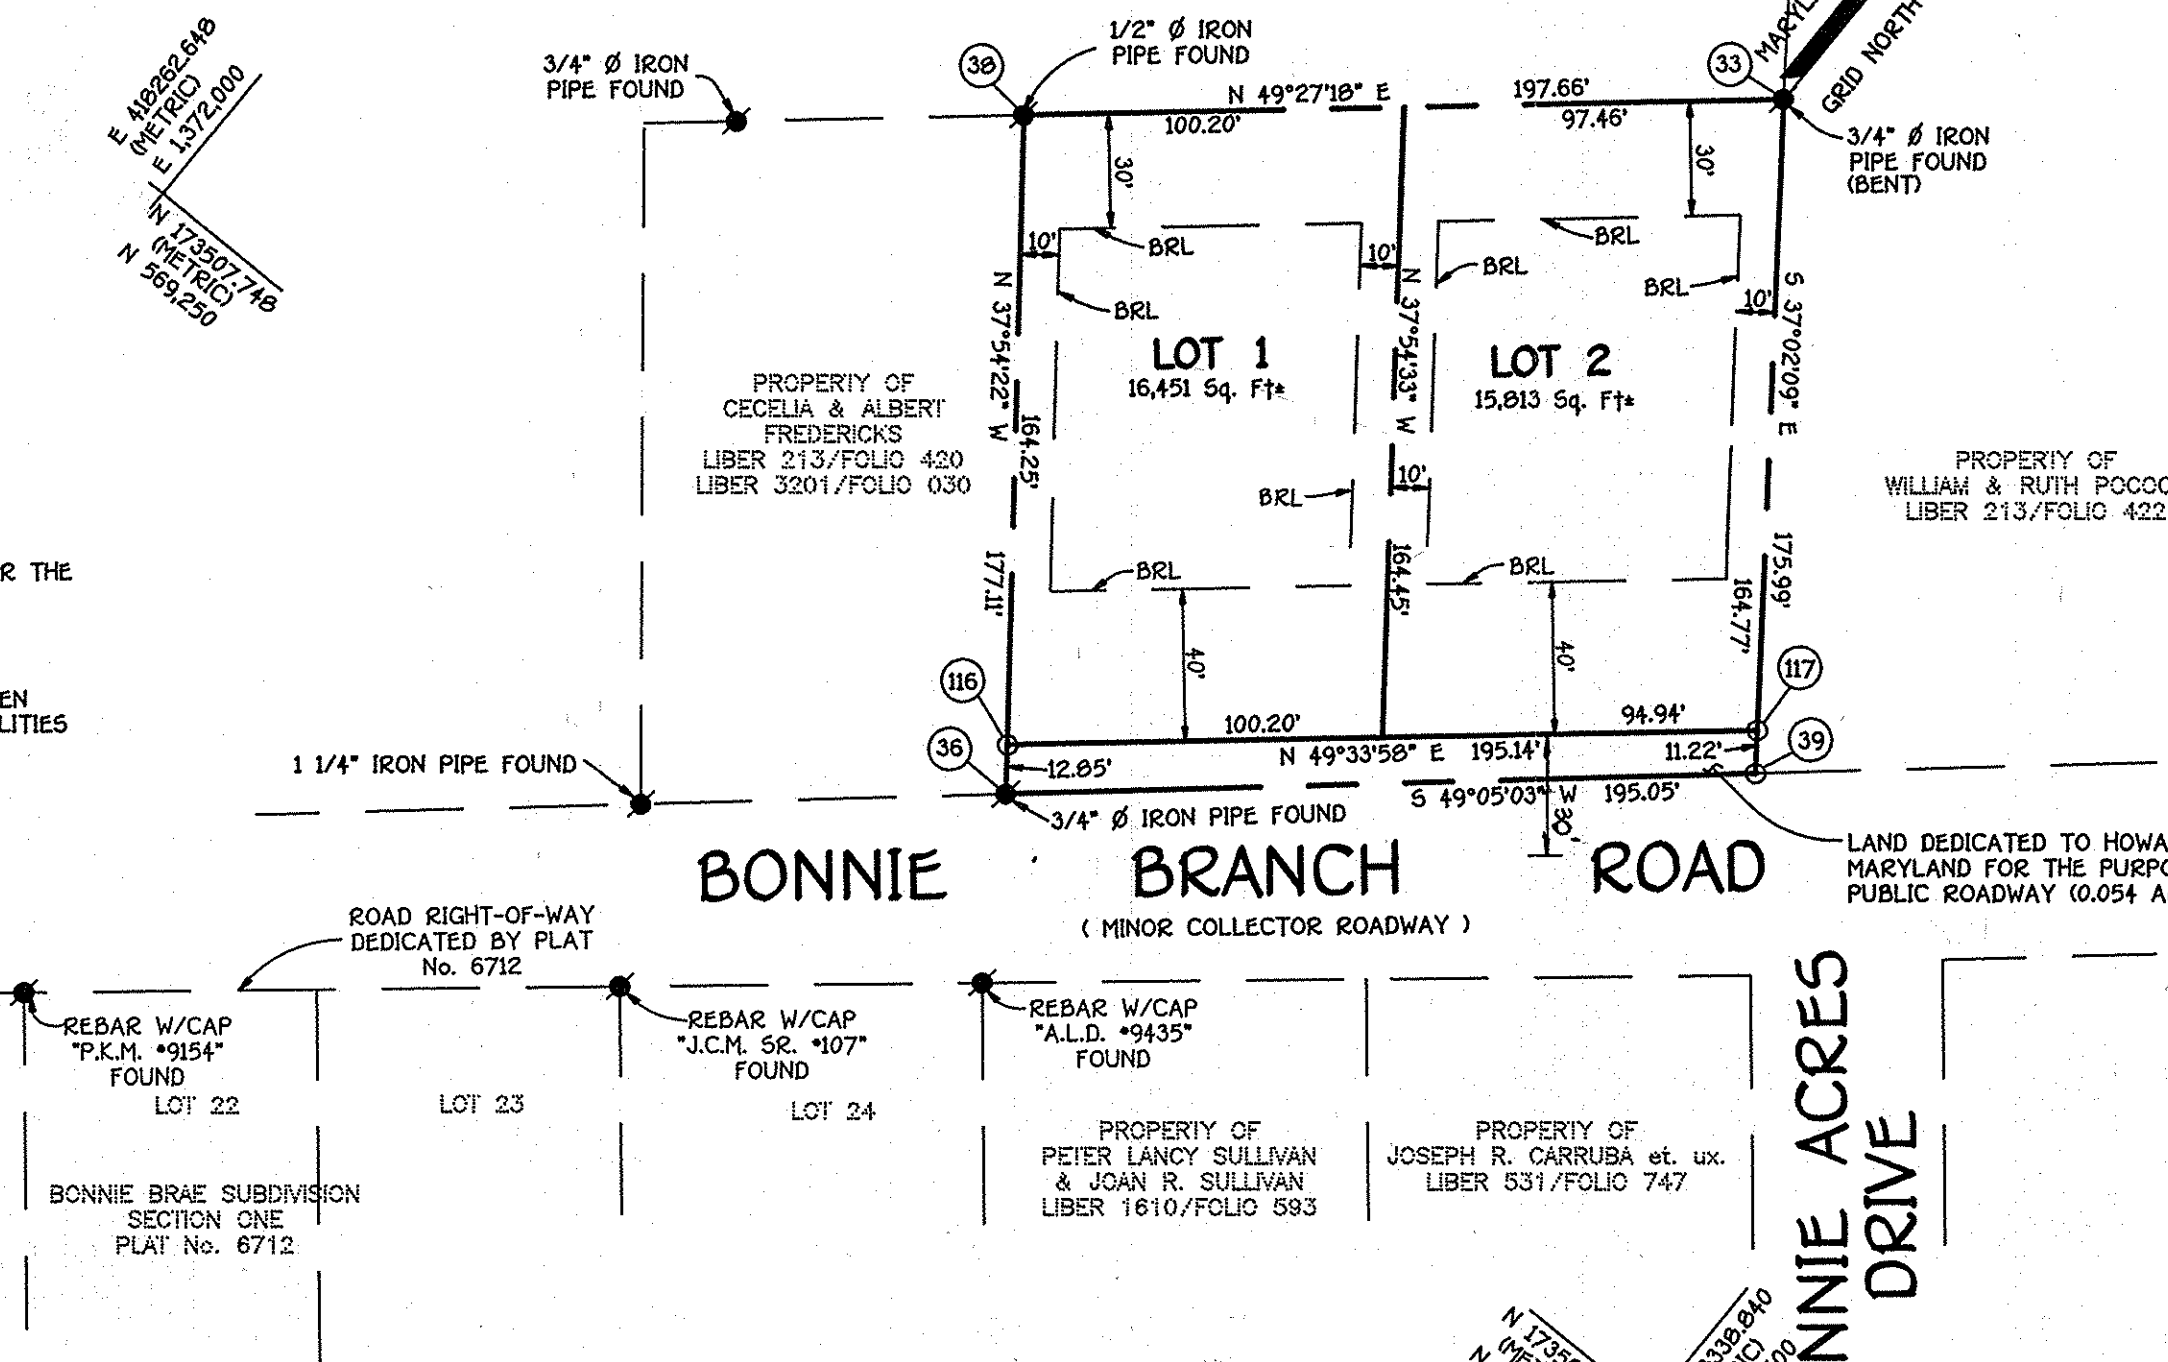 E 418262.648
(METRIC)
E 1,372,000
N 173507.748
(METRIC)
N 569,250
3/4" Ø IRON
PIPE FOUND
38
1/2" Ø IRON
PIPE FOUND
N 49°27'18" E
197.66'
100.20'
97.46'
33
GRID NORTH
3/4" Ø IRON
PIPE FOUND
(BENT)
30'
30'
10'
BRL
BRL
10'
BRL
BRL
BRL
10'
N 37°54'22" W
164.25'
177.11'
N 37°54'33" W
164.45'
S 37°02'09" E
175.99'
164.77'
LOT 1
16,451 Sq. Ft±
LOT 2
15,813 Sq. Ft±
PROPERTY OF
CECELIA & ALBERT
FREDERICKS
LIBER 213/FOLIO 420
LIBER 3201/FOLIO 030
PROPERTY OF
WILLIAM & RUTH
LIBER 213/FOLIO 422
BRL
10'
BRL
BRL
40'
40'
R THE
EN
LITIES
116
117
36
39
100.20'
94.94'
N 49°33'58" E 195.14'
11.22'
12.85'
S 49°05'03" W 195.05'
30'
1 1/4" IRON PIPE FOUND
3/4" Ø IRON PIPE FOUND
BONNIE BRANCH ROAD
( MINOR COLLECTOR ROADWAY )
LAND DEDICATED TO HOWA
MARYLAND FOR THE PURPO
PUBLIC ROADWAY (0.054 A
ROAD RIGHT-OF-WAY
DEDICATED BY PLAT
No. 6712
REBAR W/CAP
"P.K.M. #9154"
FOUND
REBAR W/CAP
"J.C.M. SR. #107"
FOUND
REBAR W/CAP
"A.L.D. #9435"
FOUND
LOT 22
LOT 23
LOT 24
BONNIE BRAE SUBDIVISION
SECTION ONE
PLAT No. 6712
PROPERTY OF
PETER LANCY SULLIVAN
& JOAN R. SULLIVAN
LIBER 1610/FOLIO 593
PROPERTY OF
JOSEPH R. CARRUBA et. ux.
LIBER 531/FOLIO 747
NNIE ACRES
DRIVE